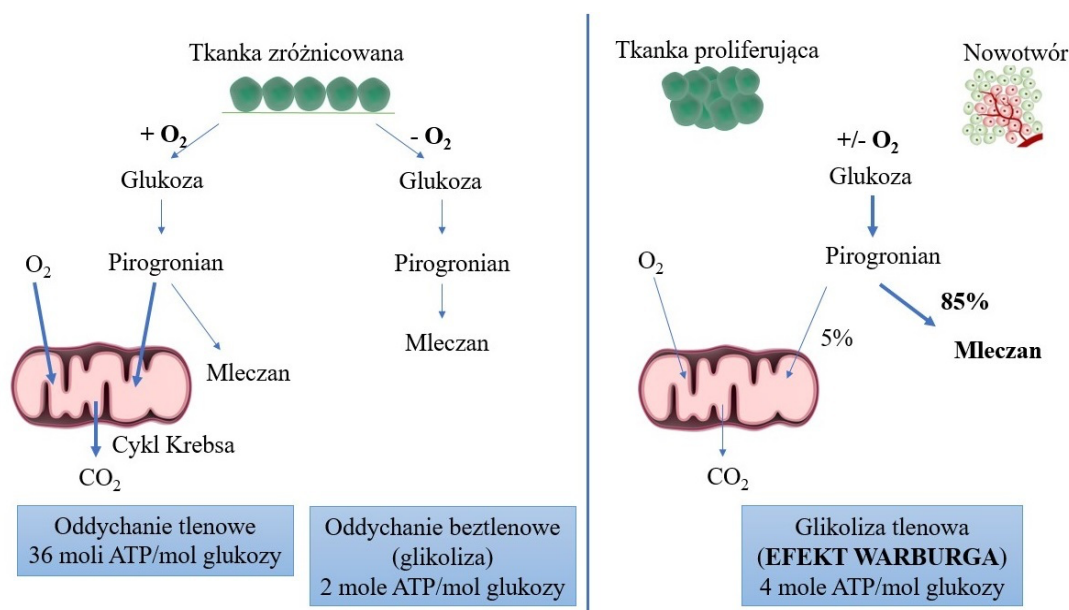 Tkanka zróżnicowana
+ O₂
- O₂
Glukoza
Glukoza
O₂
Pirogronian
Pirogronian
Mleczan
Mleczan
Cykl Krebsa
CO₂
Oddychanie tlenowe
36 moli ATP/mol glukozy
Oddychanie beztlenowe
(glikoliza)
2 mole ATP/mol glukozy
Tkanka proliferująca
Nowotwór
+/- O₂
Glukoza
O₂
Pirogronian
85%
5%
Mleczan
CO₂
Glikoliza tlenowa
(EFEKT WARBURGA)
4 mole ATP/mol glukozy